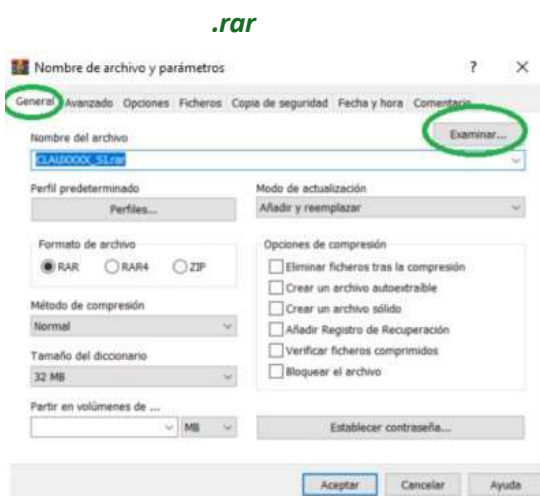 .rar
Nombre de archivo y parámetros ? ×
General Avanzado Opciones Ficheros Copia de seguridad Fecha y hora Comentario
Nombre del archivo Examinar...
CLAUXXXX_S1.rar
Perfil predeterminado Modo de actualización
Perfiles... Añadir y reemplazar
Formato de archivo Opciones de compresión
RAR RAR4 ZIP Eliminar ficheros tras la compresión
Crear un archivo autoextraíble
Método de compresión Crear un archivo sólido
Normal Añadir Registro de Recuperación
Tamaño del diccionario Verificar ficheros comprimidos
32 MB Bloquear el archivo
Partir en volúmenes de ...
MB Establecer contraseña...
Aceptar Cancelar Ayuda